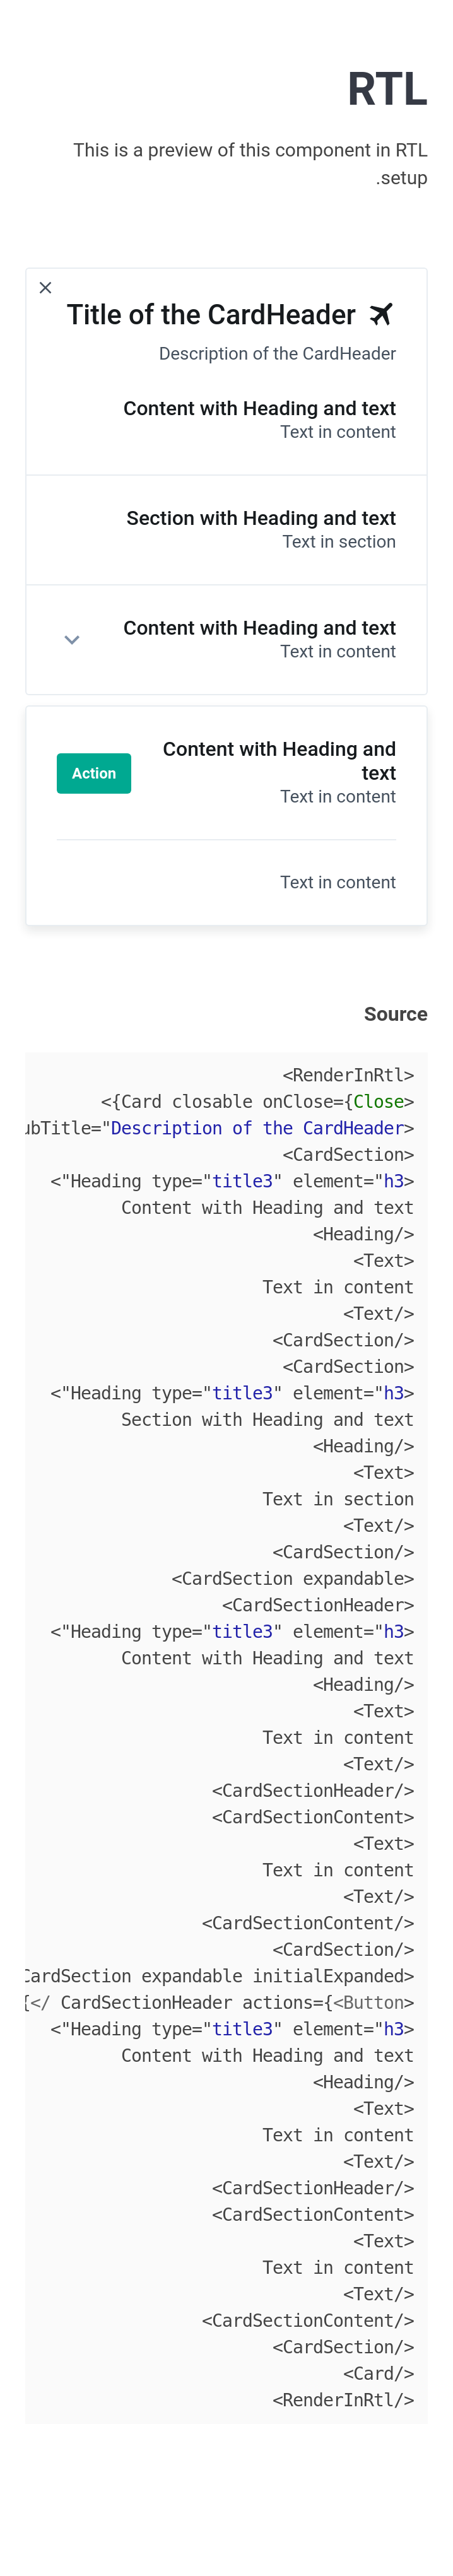 RTL
This is a preview of this component in RTL
.setup
Title of the CardHeader
Description of the CardHeader
Content with Heading and text
Text in content
Section with Heading and text
Text in section
Content with Heading and text
Text in content
Content with Heading and
text
Action
Text in content
Text in content
Source
<RenderInRtl>
<{Card closable onClose={Close>
ubTitle="Description of the CardHeader>
<CardSection>
<"Heading type="title3" element="h3>
Content with Heading and text
<Heading/>
<Text>
Text in content
<Text/>
<CardSection/>
<CardSection>
<"Heading type="title3" element="h3>
Section with Heading and text
<Heading/>
<Text>
Text in section
<Text/>
<CardSection/>
<CardSection expandable>
<CardSectionHeader>
<"Heading type="title3" element="h3>
Content with Heading and text
<Heading/>
<Text>
Text in content
<Text/>
<CardSectionHeader/>
<CardSectionContent>
<Text>
Text in content
<Text/>
<CardSectionContent/>
<CardSection/>
CardSection expandable initialExpanded>
{</ CardSectionHeader actions={<Button>
<"Heading type="title3" element="h3>
Content with Heading and text
<Heading/>
<Text>
Text in content
<Text/>
<CardSectionHeader/>
<CardSectionContent>
<Text>
Text in content
<Text/>
<CardSectionContent/>
<CardSection/>
<Card/>
<RenderInRtl/>